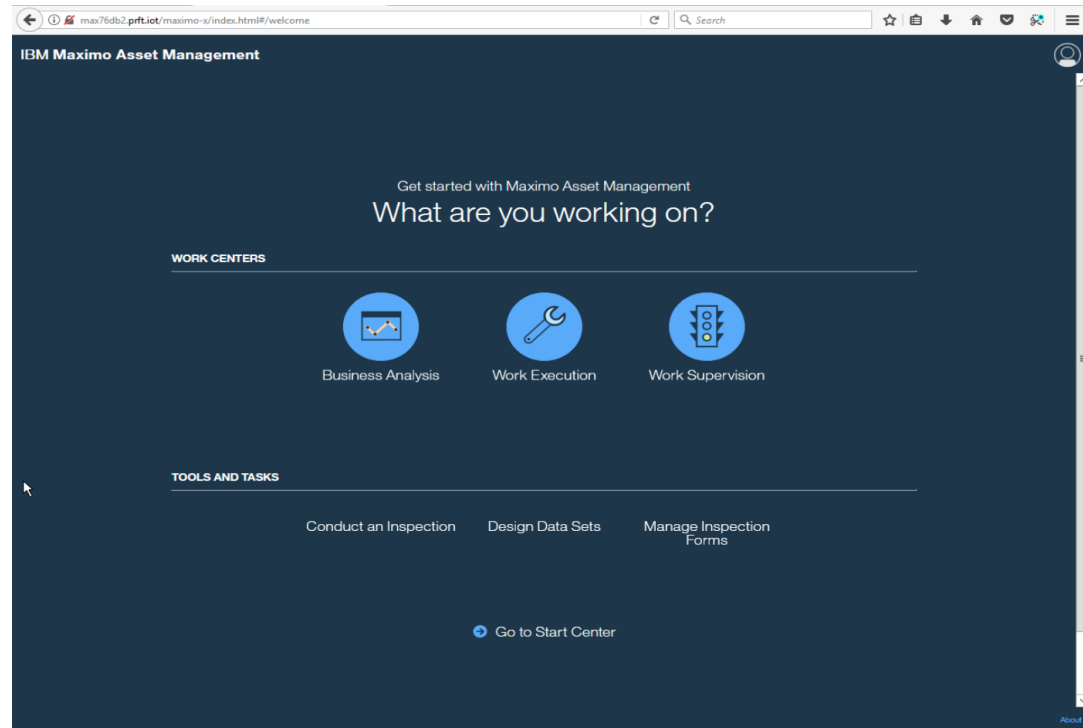 max76db2.prft.iot/maximo-x/index.html#/welcome
Search
IBM Maximo Asset Management
Get started with Maximo Asset Management
What are you working on?
WORK CENTERS
Business Analysis
Work Execution
Work Supervision
TOOLS AND TASKS
Conduct an Inspection
Design Data Sets
Manage Inspection
Forms
Go to Start Center
About